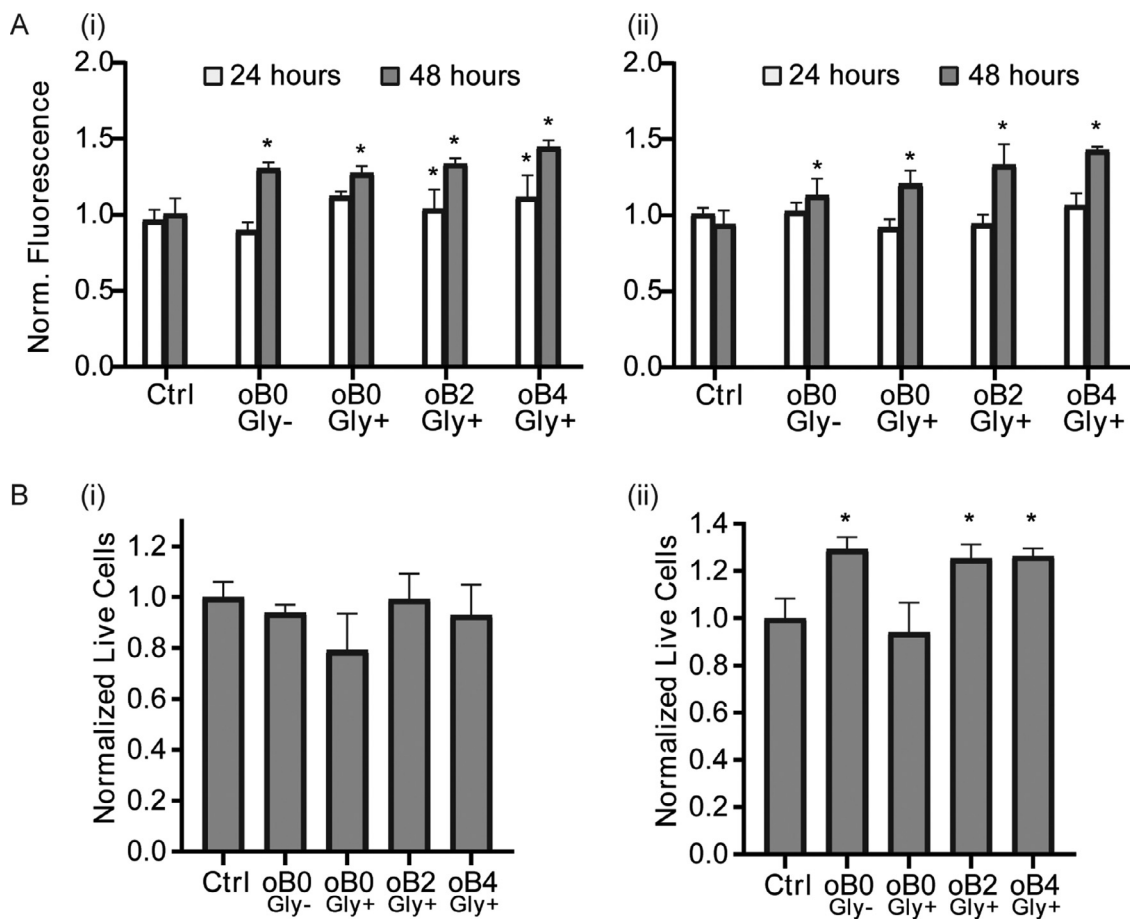 A (i) (ii)
Norm. Fluorescence
2.0
1.5
1.0
0.5
0.0
24 hours 48 hours
* * * * * *
Ctrl oB0 oB0 oB2 oB4
Gly- Gly+ Gly+ Gly+
2.0
1.5
1.0
0.5
0.0
24 hours 48 hours
* * * *
Ctrl oB0 oB0 oB2 oB4
Gly- Gly+ Gly+ Gly+
B (i) (ii)
Normalized Live Cells
1.2
1.0
0.8
0.6
0.4
0.2
0.0
Ctrl oB0 oB0 oB2 oB4
Gly- Gly+ Gly+ Gly+
Normalized Live Cells
1.4
1.2
1.0
0.8
0.6
0.4
0.2
0.0
* * *
Ctrl oB0 oB0 oB2 oB4
Gly- Gly+ Gly+ Gly+